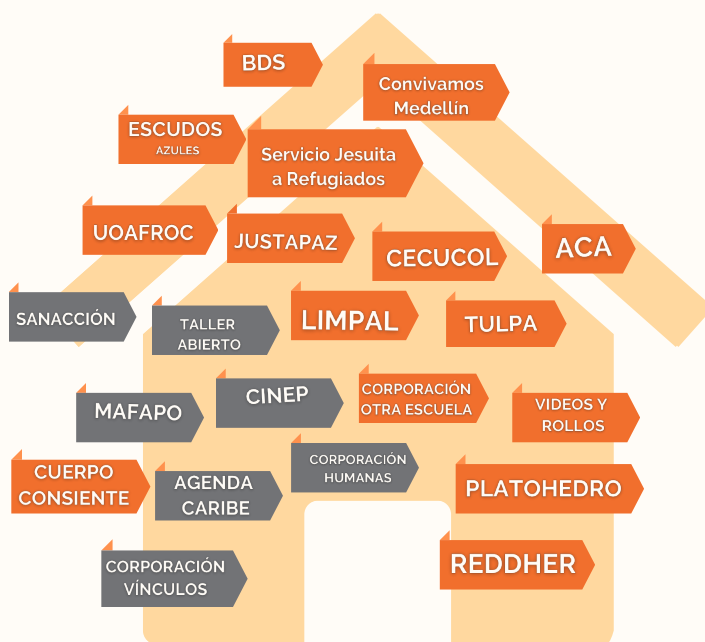 BDS
Convivamos
Medellín
ESCUDOS
AZULES
Servicio Jesuita
a Refugiados
UOAFROC
JUSTAPAZ
CECUCOL
ACA
SANACCIÓN
TALLER
ABIERTO
LIMPAL
TULPA
MAFAPO
CINEP
CORPORACIÓN
OTRA ESCUELA
VIDEOS Y
ROLLOS
CUERPO
CONSIENTE
AGENDA
CARIBE
CORPORACIÓN
HUMANAS
PLATOHEDRO
CORPORACIÓN
VÍNCULOS
REDDHER